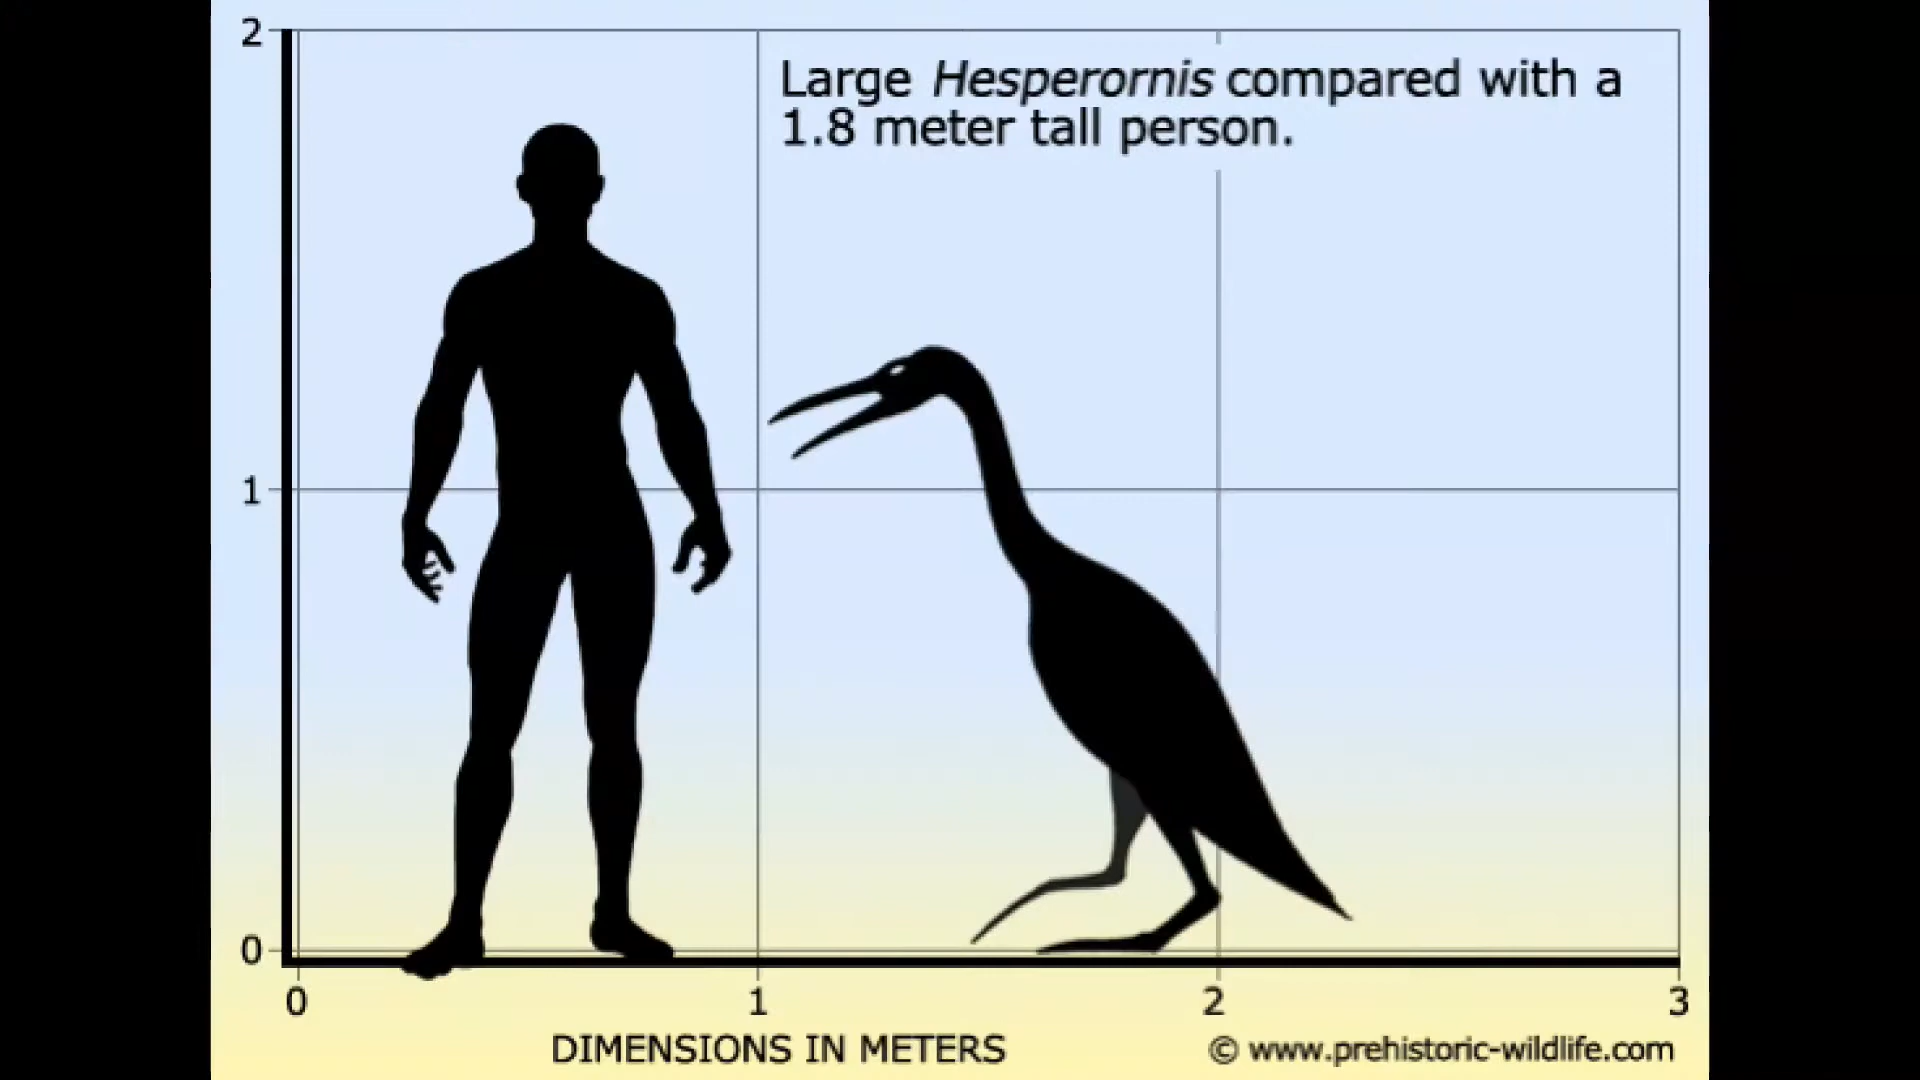 2
Large Hesperornis compared with a
1.8 meter tall person.
1
0
0 1 2 3
DIMENSIONS IN METERS
© www.prehistoric-wildlife.com